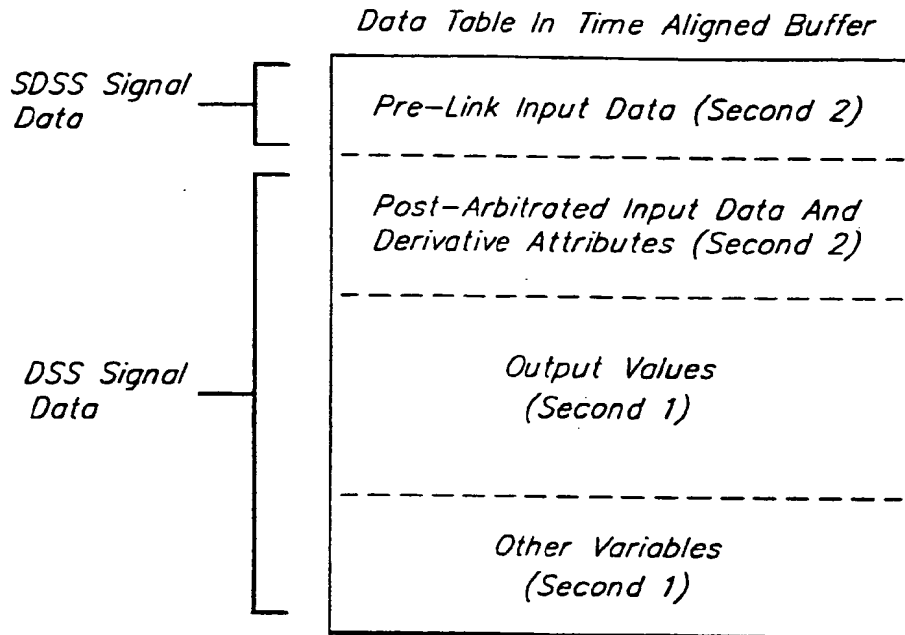 Data Table In Time Aligned Buffer
SDSS Signal
Data
Pre-Link Input Data (Second 2)
Post-Arbitrated Input Data And
Derivative Attributes (Second 2)
DSS Signal
Data
Output Values
(Second 1)
Other Variables
(Second 1)